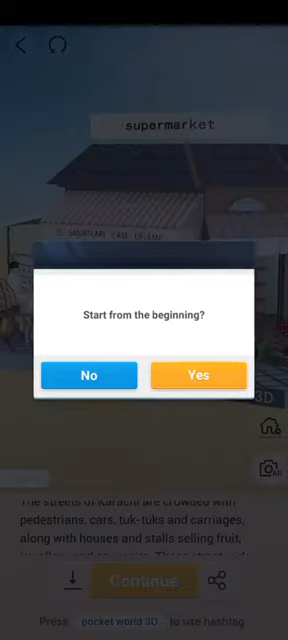 supermarket
Start from the beginning?
No
Yes
3D
The streets of Karachi are crowded with
pedestrians, cars, tuk-tuks and carriages,
along with houses and stalls selling fruit,
Continue
Press pocket world 3D to use hashtag